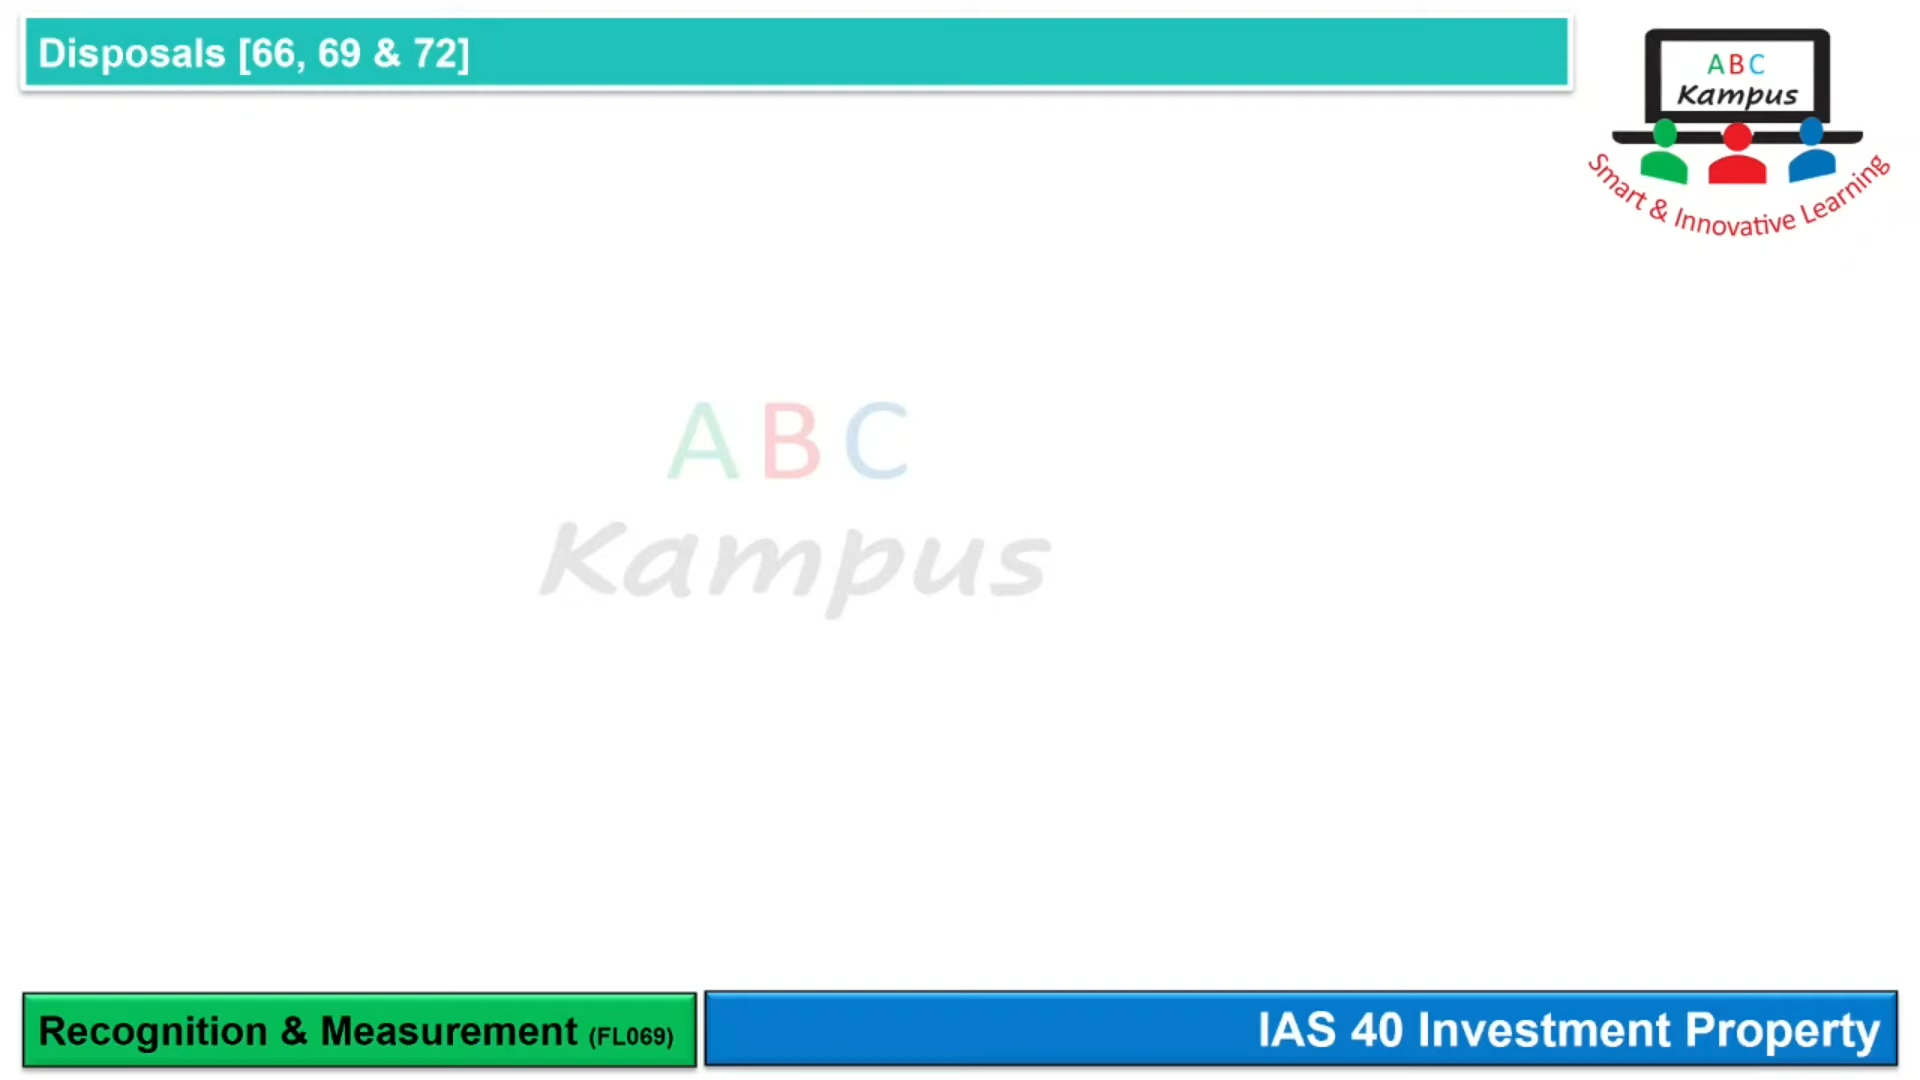 Disposals [66, 69 & 72]
ABC
Kampus
Smart & Innovative Learning
ABC
Kampus
Recognition & Measurement (FL069)
IAS 40 Investment Property